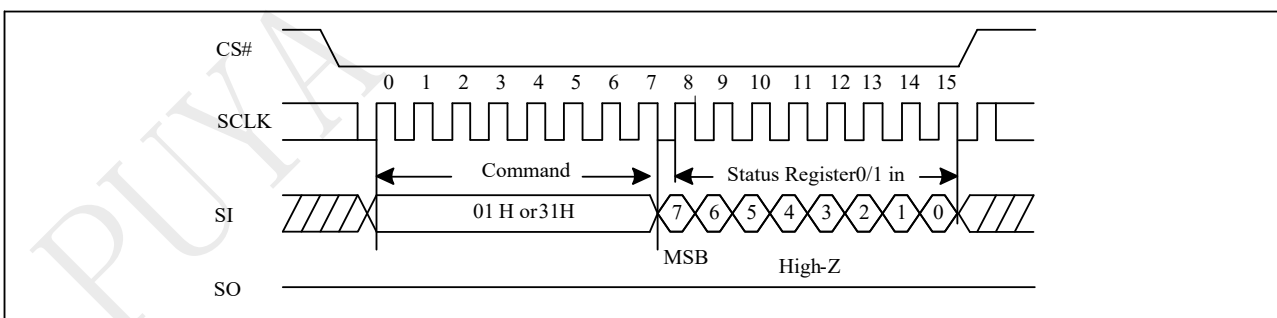 PUYA
CS#
0 1 2 3 4 5 6 7 8 9 10 11 12 13 14 15
SCLK
Command
Status Register0/1 in
SI
01 H or31H
7 6 5 4 3 2 1 0
MSB
High-Z
SO